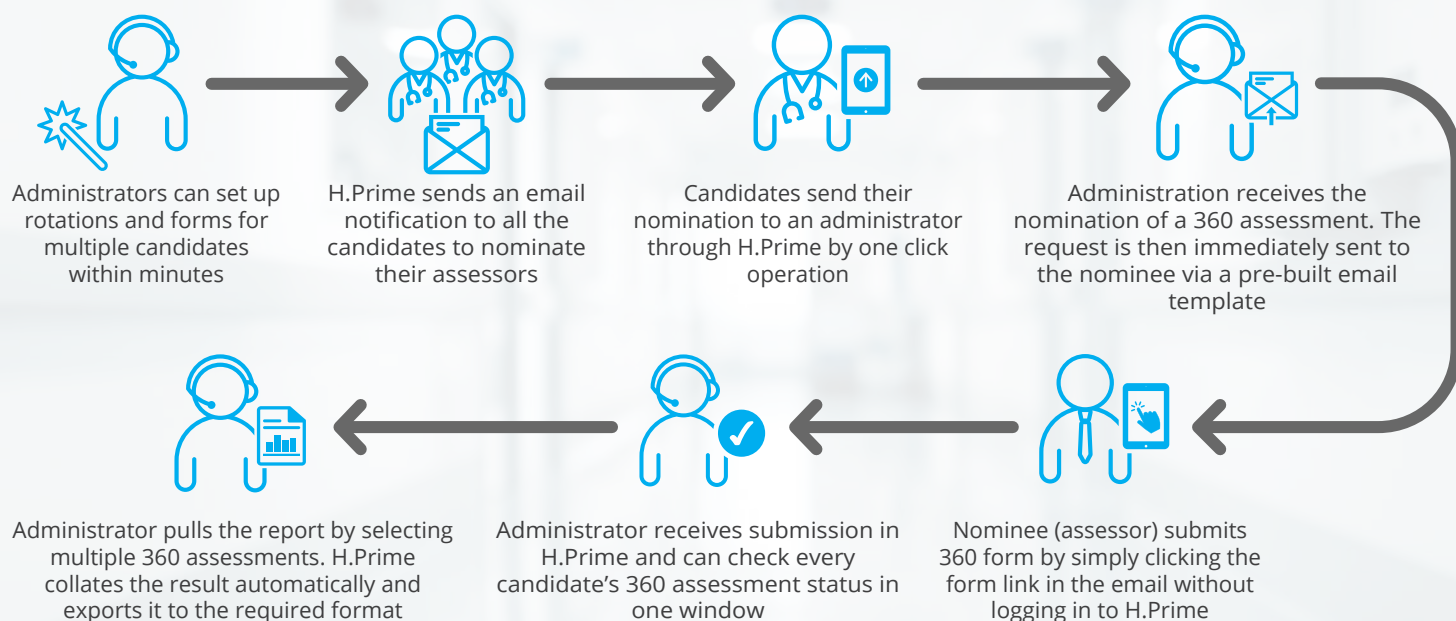 Administrators can set up
rotations and forms for
multiple candidates
within minutes
H.Prime sends an email
notification to all the
candidates to nominate
their assessors
Candidates send their
nomination to an administrator
through H.Prime by one click
operation
Administration receives the
nomination of a 360 assessment. The
request is then immediately sent to
the nominee via a pre-built email
template
Nominee (assessor) submits
360 form by simply clicking the
form link in the email without
logging in to H.Prime
Administrator receives submission in
H.Prime and can check every
candidate’s 360 assessment status in
one window
Administrator pulls the report by selecting
multiple 360 assessments. H.Prime
collates the result automatically and
exports it to the required format